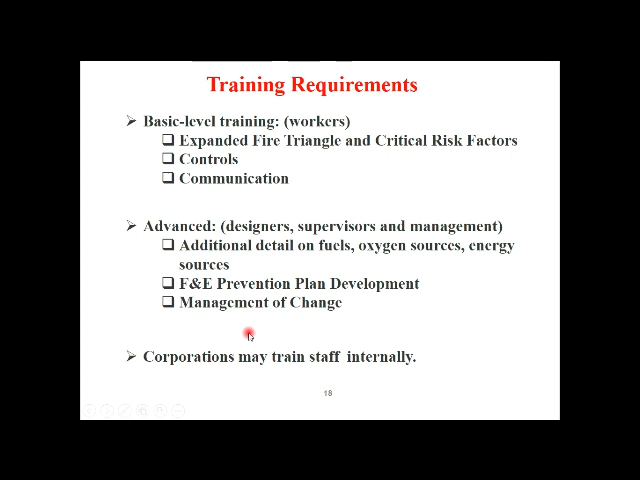 Training Requirements
Basic-level training: (workers)
Expanded Fire Triangle and Critical Risk Factors
Controls
Communication
Advanced: (designers, supervisors and management)
Additional detail on fuels, oxygen sources, energy
sources
F&E Prevention Plan Development
Management of Change
Corporations may train staff internally.
18